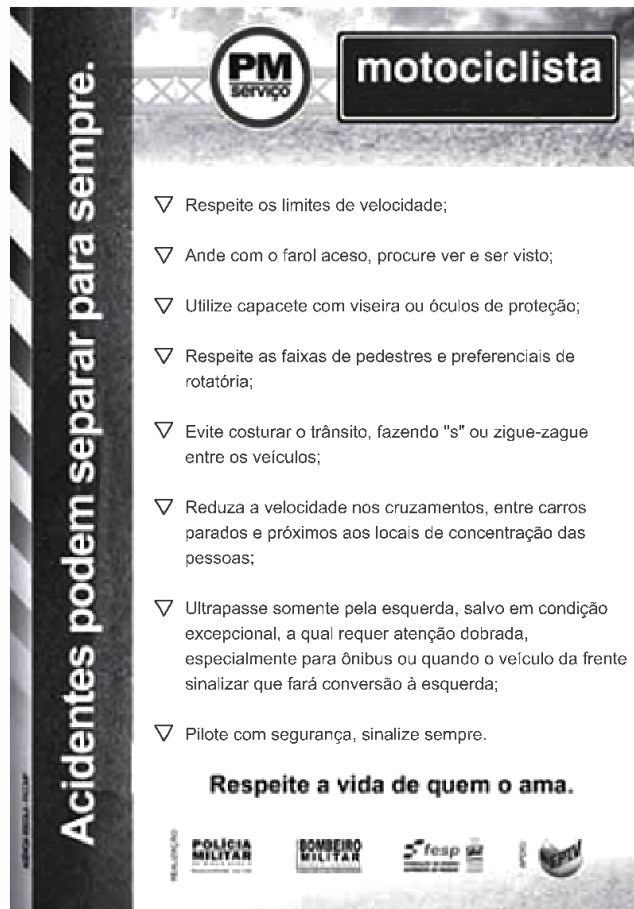 PM
serviço
motociclista
Acidentes podem separar para sempre.
Respeite os limites de velocidade;
Ande com o farol aceso, procure ver e ser visto;
Utilize capacete com viseira ou óculos de proteção;
Respeite as faixas de pedestres e preferenciais de
rotatória;
Evite costurar o trânsito, fazendo "s" ou zigue-zague
entre os veículos;
Reduza a velocidade nos cruzamentos, entre carros
parados e próximos aos locais de concentração das
pessoas;
Ultrapasse somente pela esquerda, salvo em condição
excepcional, a qual requer atenção dobrada,
especialmente para ônibus ou quando o veículo da frente
sinalizar que fará conversão à esquerda;
Pilote com segurança, sinalize sempre.
Respeite a vida de quem o ama.
REALIZAÇÃO
POLÍCIA
MILITAR
BOMBEIRO
MILITAR
fesp
APOIO